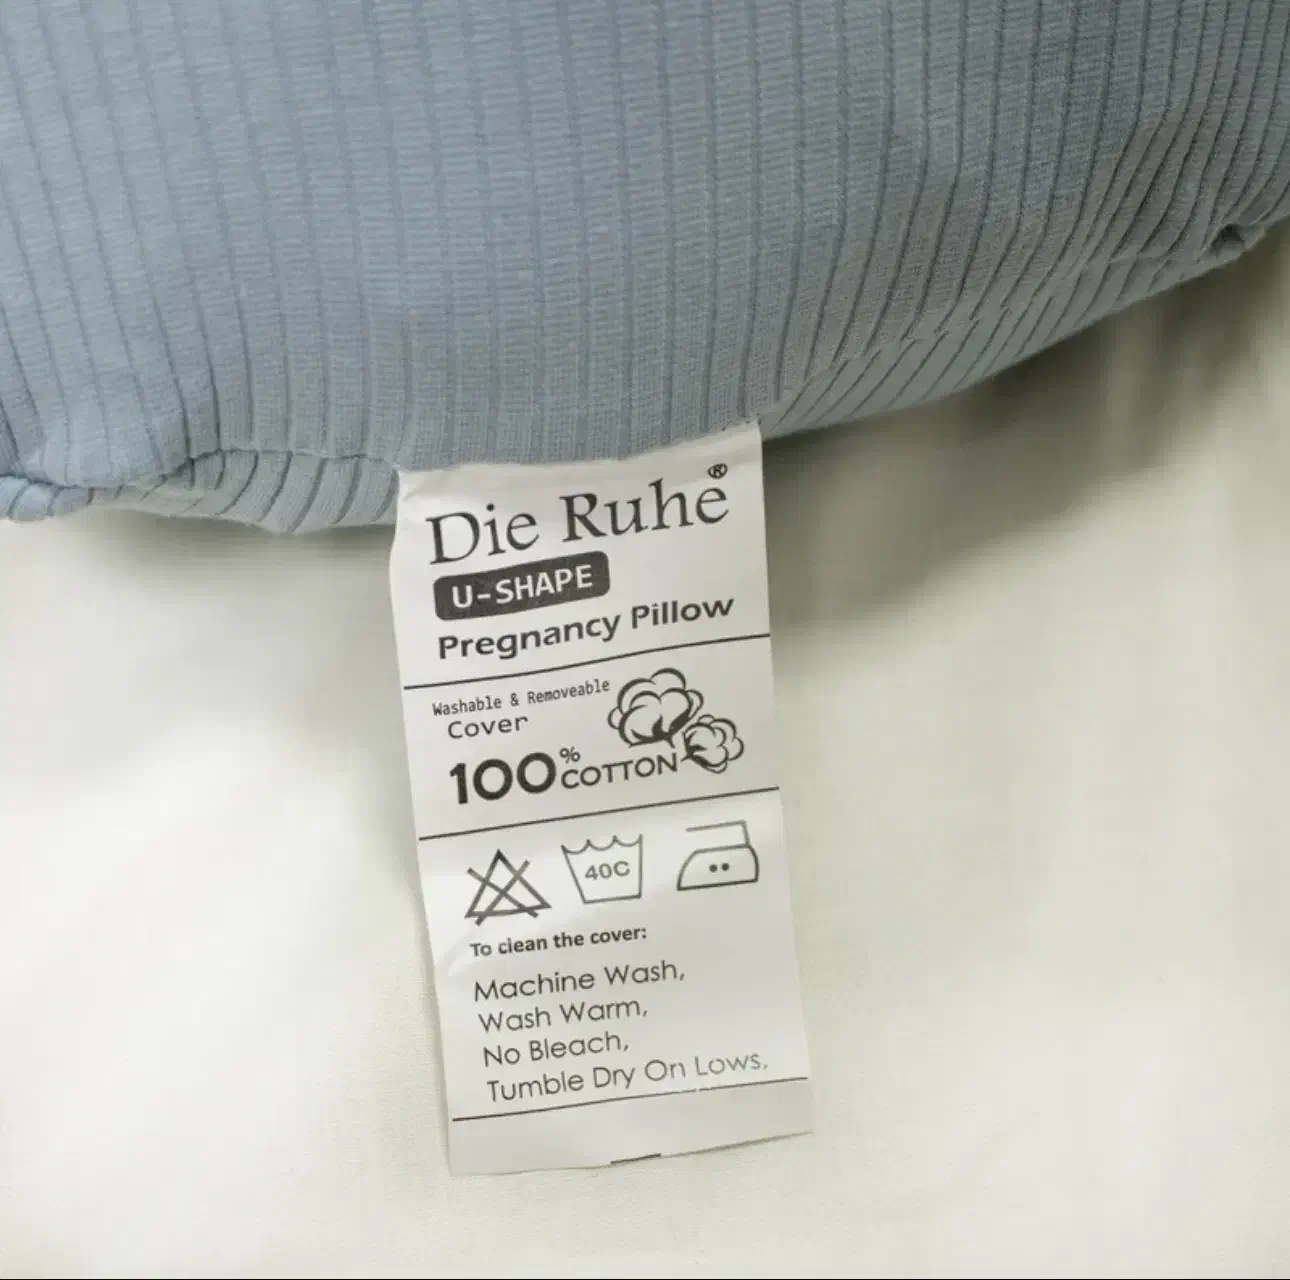 Die Ruhe®
U-SHAPE
Pregnancy Pillow
Washable & Removeable
Cover
100% COTTON
40C
To clean the cover:
Machine Wash,
Wash Warm,
No Bleach,
Tumble Dry On Lows,